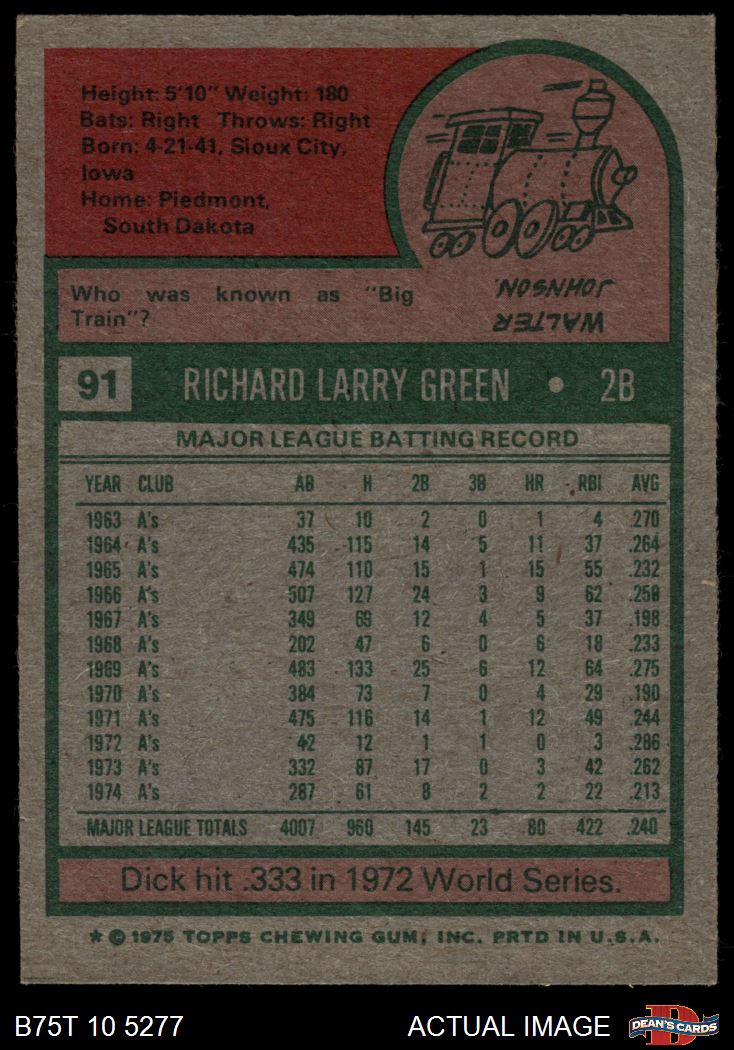 Height: 5'10" Weight: 180
Bats: Right Throws: Right
Born: 4-21-41, Sioux City,
Iowa
Home: Piedmont,
South Dakota
Who was known as "Big
Train"?
WALTER
JOHNSON.
91 RICHARD LARRY GREEN • 2B
MAJOR LEAGUE BATTING RECORD
YEAR CLUB AB H 2B 3B HR RBI AVG
1963 A's 37 10 2 0 1 4 .270
1964 A's 435 115 14 5 11 37 .264
1965 A's 474 110 15 1 15 55 .232
1966 A's 507 127 24 3 9 62 .250
1967 A's 349 69 12 4 5 37 .198
1968 A's 202 47 6 0 6 18 .233
1969 A's 483 133 25 6 12 64 .275
1970 A's 384 73 7 0 4 29 .190
1971 A's 475 116 14 1 12 49 .244
1972 A's 42 12 1 1 0 3 .286
1973 A's 332 87 17 0 3 42 .262
1974 A's 287 61 8 2 2 22 .213
MAJOR LEAGUE TOTALS 4007 960 145 23 80 422 .240
Dick hit .333 in 1972 World Series.
* © 1975 TOPPS CHEWING GUM, INC. PRTD IN U.S.A.
B75T 10 5277 ACTUAL IMAGE DEAN'S CARDS